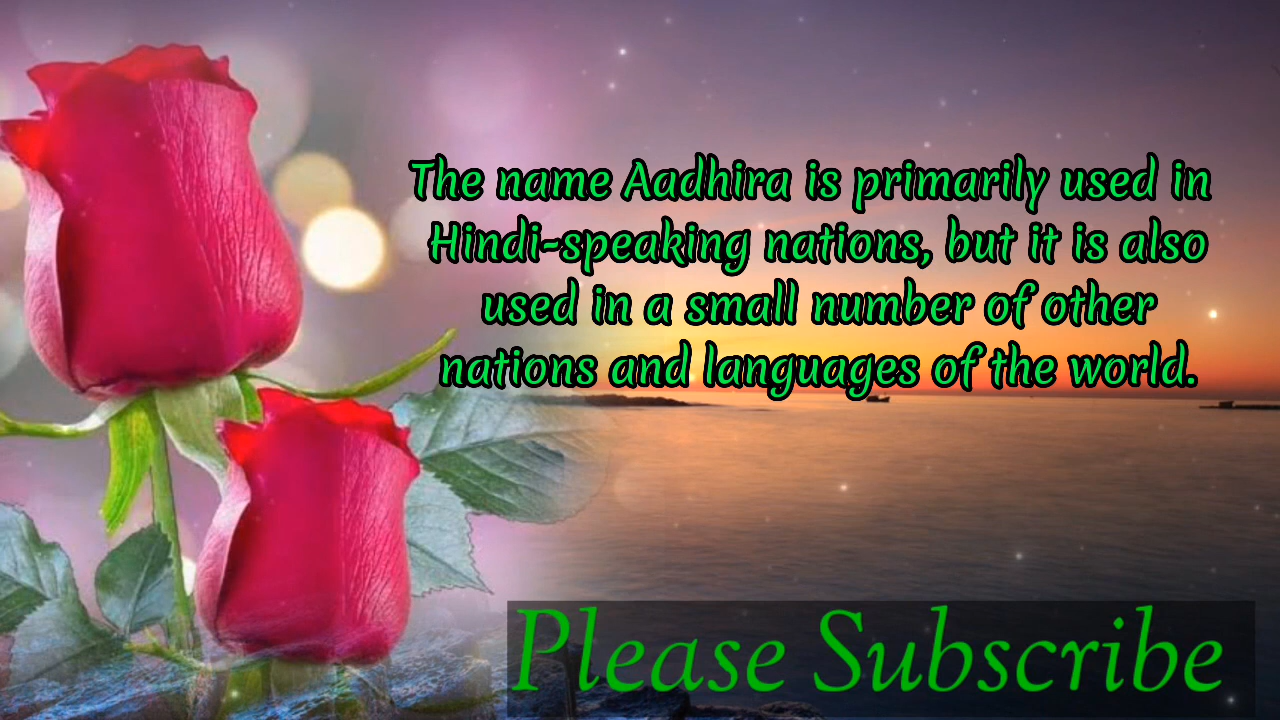 The name Aadhira is primarily used in
Hindi-speaking nations, but it is also
used in a small number of other
nations and languages of the world.
Please Subscribe